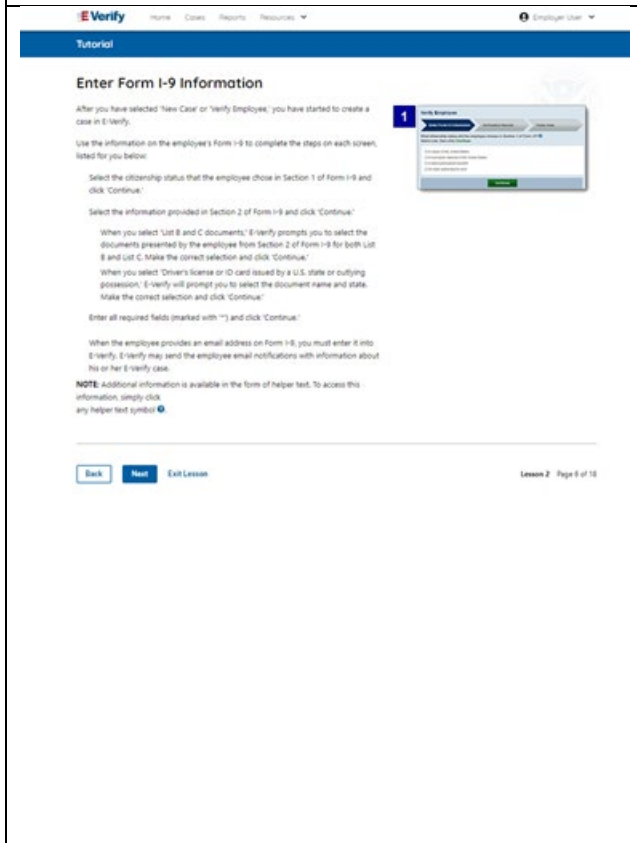 E-Verify Home Cases Reports Resources Employer User
Tutorial
Enter Form I-9 Information
After you have selected 'New Case' or 'Verify Employee,' you have started to create a
case in E-Verify.
Use the information on the employee's Form I-9 to complete the steps on each screen,
listed for you below:
Select the citizenship status that the employee chose in Section 1 of Form I-9 and
click 'Continue.'
Select the information provided in Section 2 of Form I-9 and click 'Continue:'
When you select 'List B and C documents,' E-Verify prompts you to select the
documents presented by the employee from Section 2 of Form I-9 for both List
B and List C. Make the correct selection and click 'Continue.'
When you select 'Driver's license or ID card issued by a U.S. state or outlying
possession,' E-Verify will prompt you to select the document name and state.
Make the correct selection and click 'Continue.'
Enter all required fields (marked with '*') and click 'Continue.'
When the employee provides an email address on Form I-9, you must enter it into
E-Verify. E-Verify may send the employee email notifications with information about
his or her E-Verify case.
NOTE: Additional information is available in the form of helper text. To access this
information, simply click
any helper text symbol ?.
1
Verify Employee
Continue
Back Next Exit Lesson Lesson 2 Page 8 of 18